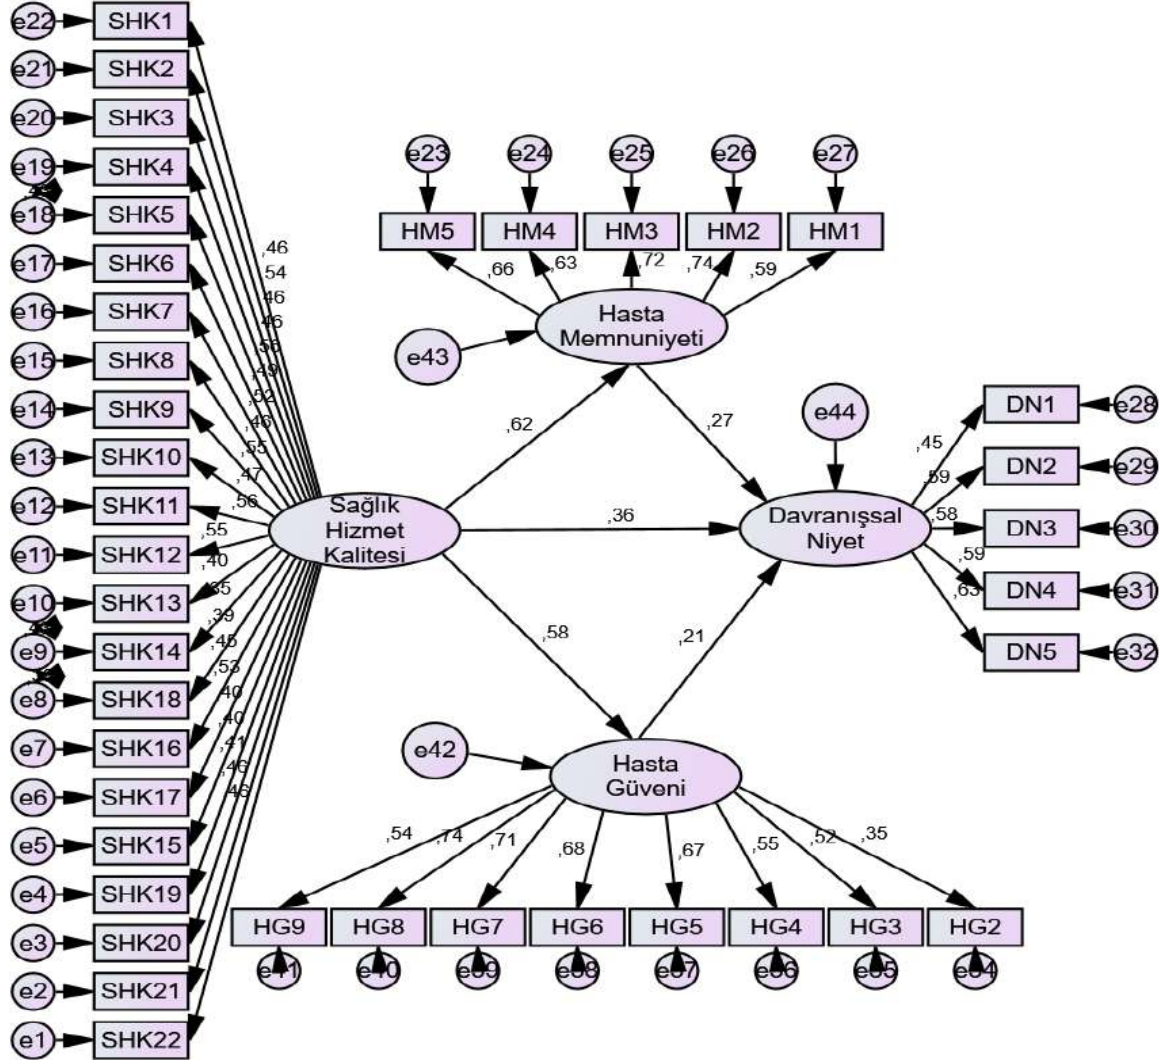 e22
SHK1
e21
SHK2
e20
SHK3
e19
SHK4
e18
SHK5
e17
SHK6
e16
SHK7
e15
SHK8
e14
SHK9
e13
SHK10
e12
SHK11
e11
SHK12
e10
SHK13
e9
SHK14
e8
SHK18
e7
SHK16
e6
SHK17
e5
SHK15
e4
SHK19
e3
SHK20
e2
SHK21
e1
SHK22
,46
,54
,46
,46
,56
,49
,52
,46
,55
,47
,56
,55
,40
,35
,39
,45
,53
,40
,40
,41
,46
,46
Sağlık
Hizmet
Kalitesi
e23
e24
e25
e26
e27
HM5
HM4
HM3
HM2
HM1
,66
,63
,72
,74
,59
Hasta
Memnuniyeti
e43
,62
,27
,36
,58
,21
e44
Davranışsal
Niyet
,45
,59
,58
,59
,63
DN1
e28
DN2
e29
DN3
e30
DN4
e31
DN5
e32
e42
Hasta
Güveni
,54
,74
,71
,68
,67
,55
,52
,35
HG9
HG8
HG7
HG6
HG5
HG4
HG3
HG2
e41
e40
e39
e38
e37
e36
e35
e34